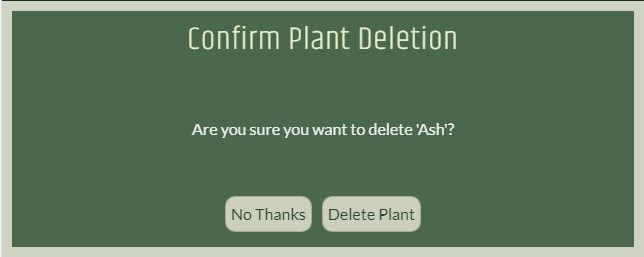 Confirm Plant Deletion
Are you sure you want to delete 'Ash'?
No Thanks
Delete Plant